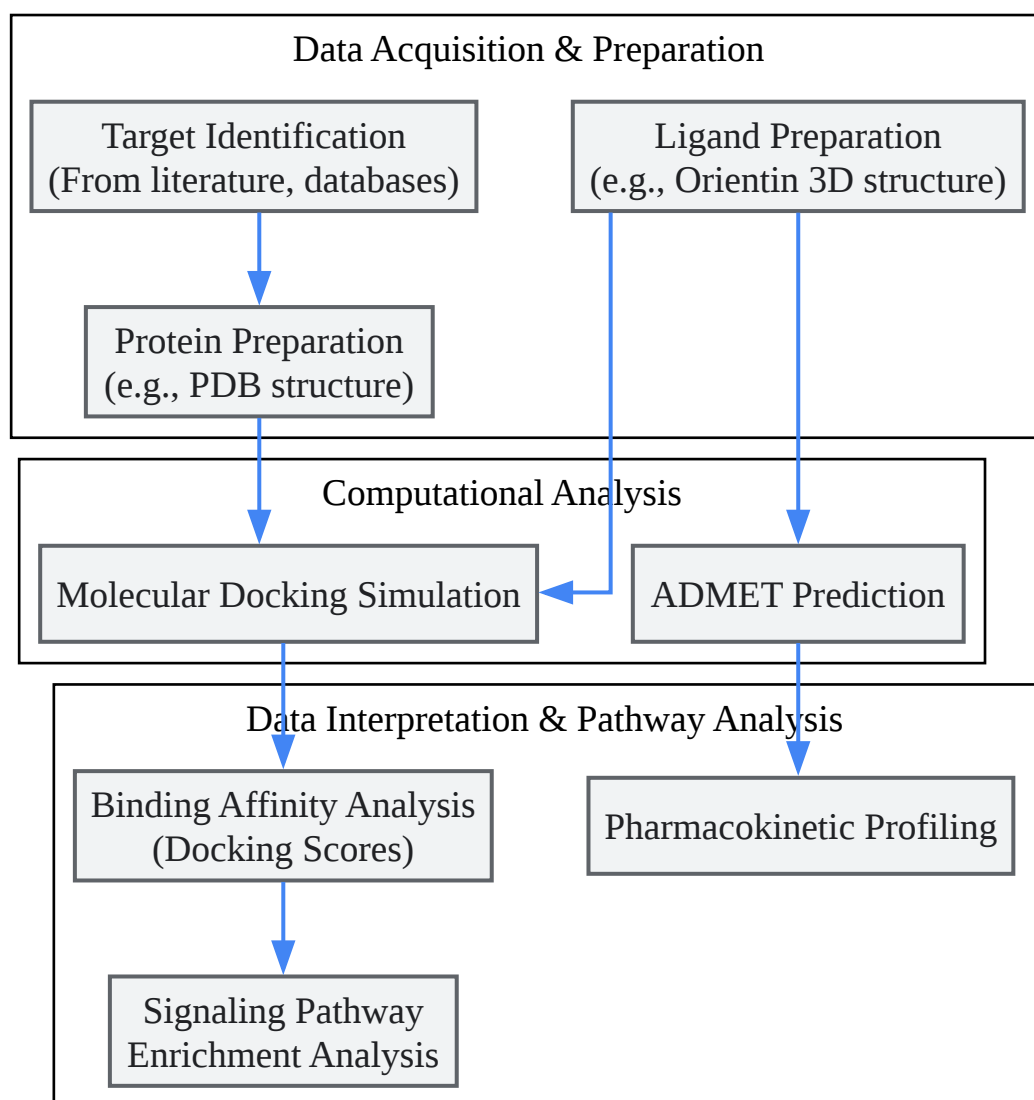 Data Acquisition & Preparation
Target Identification
(From literature, databases)
Ligand Preparation
(e.g., Orientin 3D structure)
Protein Preparation
(e.g., PDB structure)
Computational Analysis
Molecular Docking Simulation
ADMET Prediction
Data Interpretation & Pathway Analysis
Binding Affinity Analysis
(Docking Scores)
Pharmacokinetic Profiling
Signaling Pathway
Enrichment Analysis